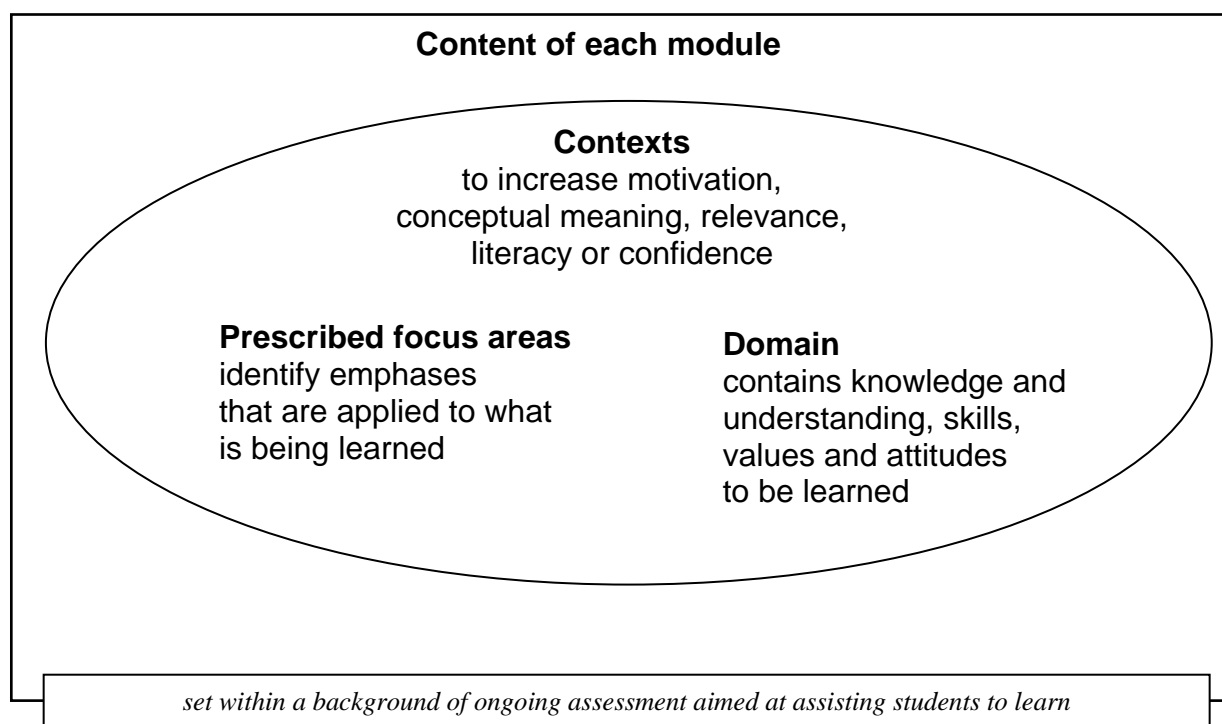 Content of each module
Contexts
to increase motivation,
conceptual meaning, relevance,
literacy or confidence
Prescribed focus areas
identify emphases
that are applied to what
is being learned
Domain
contains knowledge and
understanding, skills,
values and attitudes
to be learned
set within a background of ongoing assessment aimed at assisting students to learn